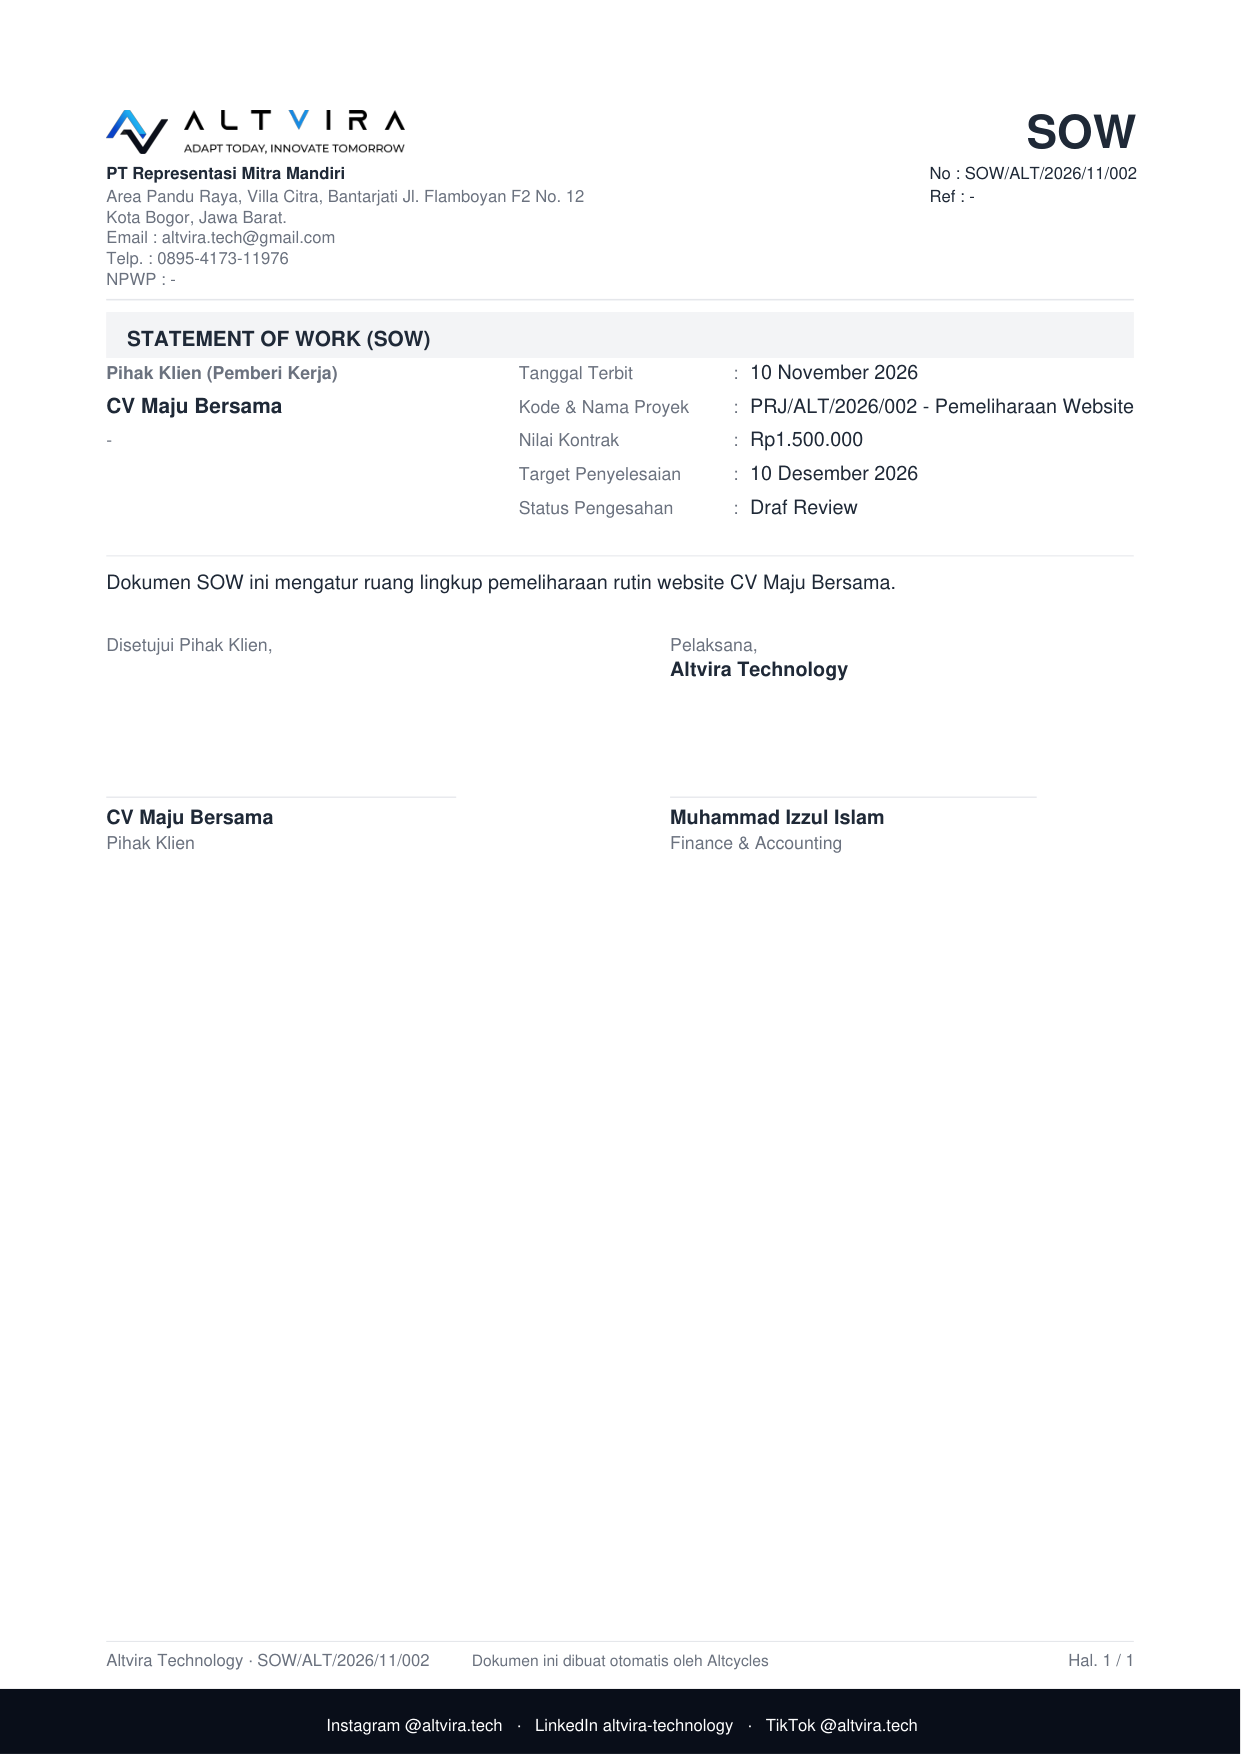 ALTVIRA
ADAPT TODAY, INNOVATE TOMORROW
SOW
PT Representasi Mitra Mandiri
No : SOW/ALT/2026/11/002
Area Pandu Raya, Villa Citra, Bantarjati Jl. Flamboyan F2 No. 12
Ref : -
Kota Bogor, Jawa Barat.
Email : altvira.tech@gmail.com
Telp. : 0895-4173-11976
NPWP : -
STATEMENT OF WORK (SOW)
Pihak Klien (Pemberi Kerja)
CV Maju Bersama
-
Tanggal Terbit : 10 November 2026
Kode & Nama Proyek : PRJ/ALT/2026/002 - Pemeliharaan Website
Nilai Kontrak : Rp1.500.000
Target Penyelesaian : 10 Desember 2026
Status Pengesahan : Draf Review
Dokumen SOW ini mengatur ruang lingkup pemeliharaan rutin website CV Maju Bersama.
Disetujui Pihak Klien,
CV Maju Bersama
Pihak Klien
Pelaksana,
Altvira Technology
Muhammad Izzul Islam
Finance & Accounting
Altvira Technology · SOW/ALT/2026/11/002 Dokumen ini dibuat otomatis oleh Altcycles Hal. 1 / 1
Instagram @altvira.tech · LinkedIn altvira-technology · TikTok @altvira.tech